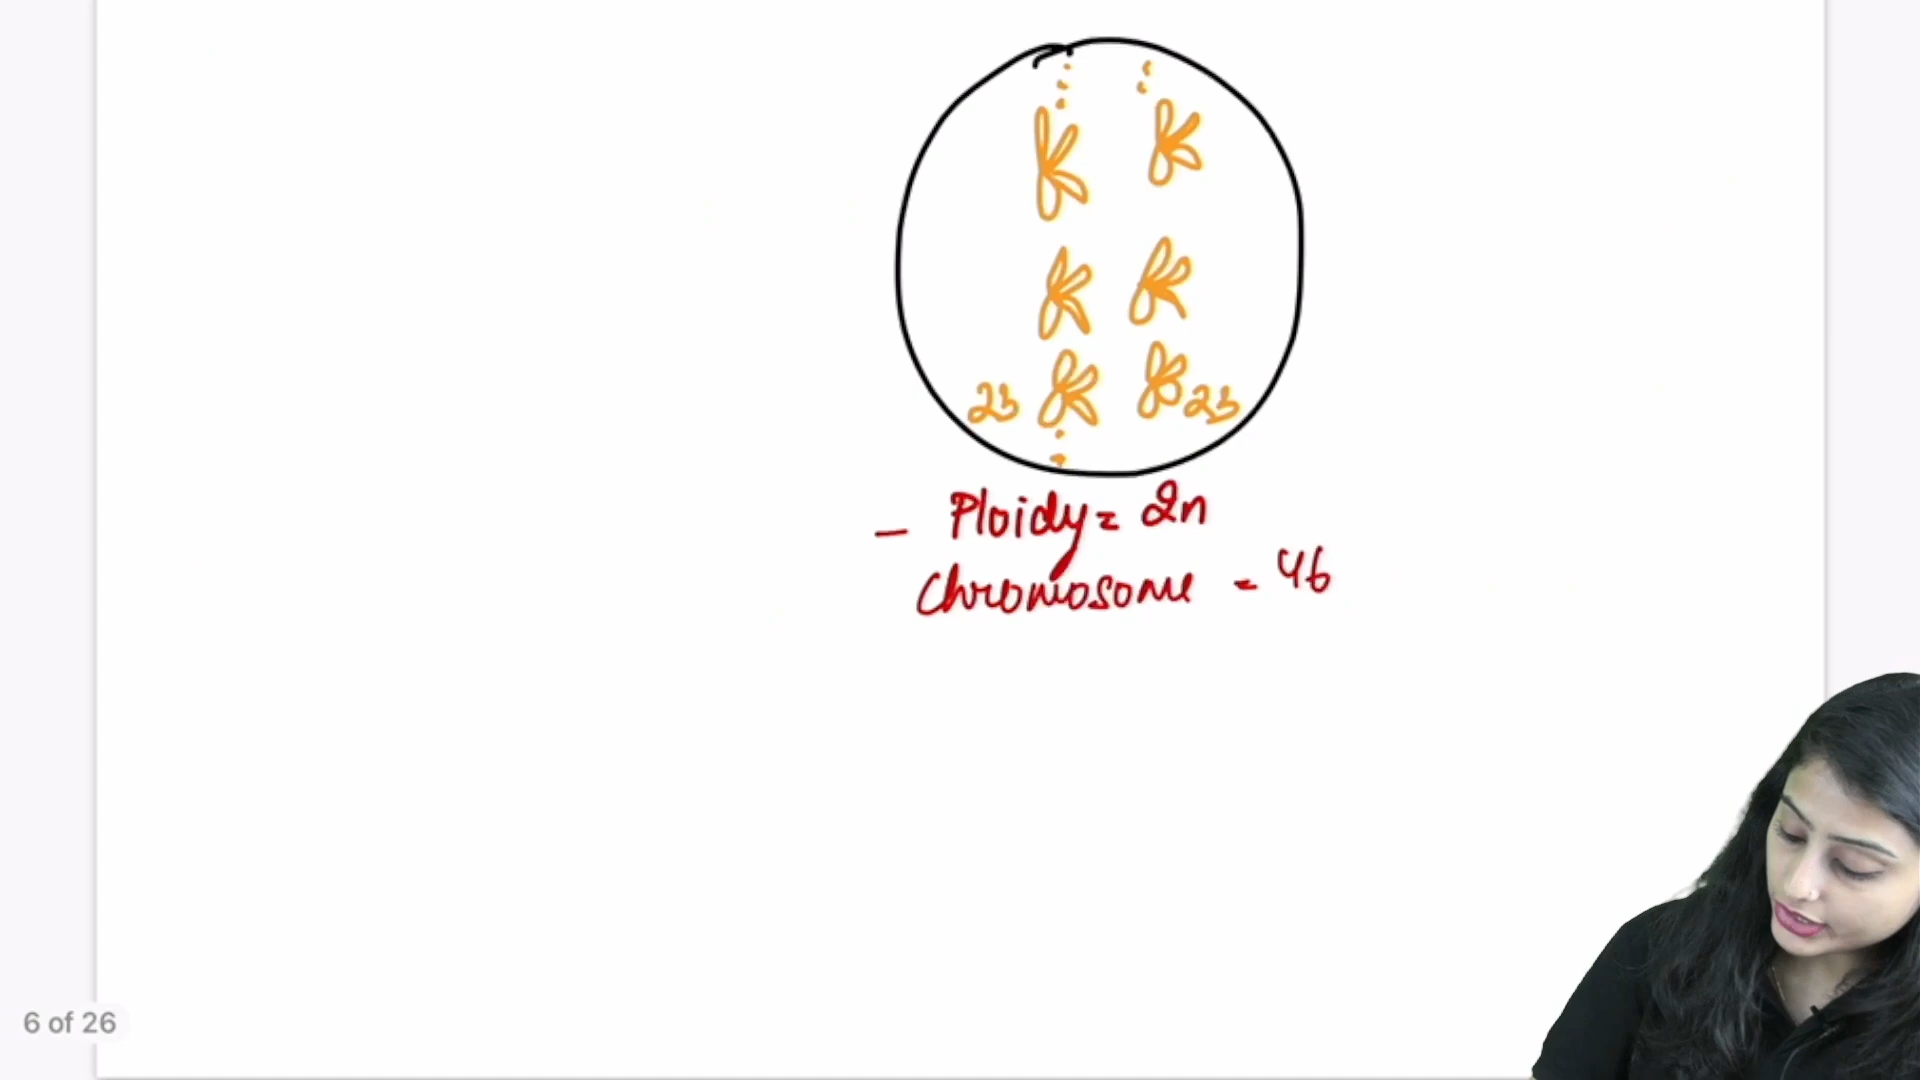 23 23
- Ploidy = 2n
Chromosome = 46
6 of 26